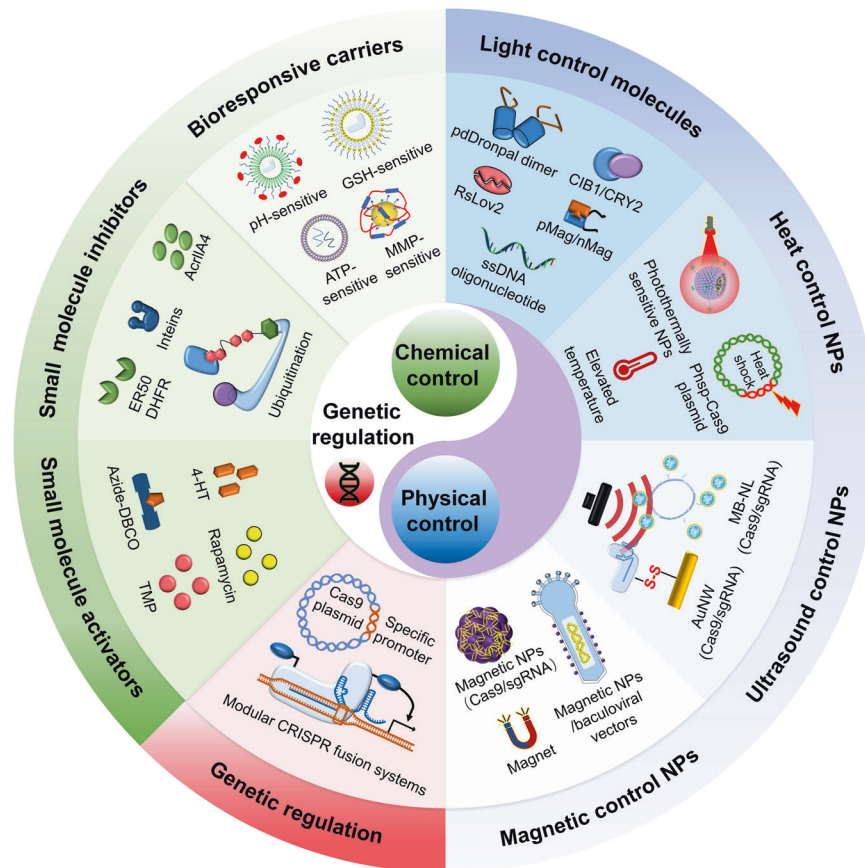 Bioresponsive carriers
pH-sensitive
GSH-sensitive
ATP-
sensitive
MMP-
sensitive
Light control molecules
pdDronpal dimer
CIB1/CRY2
RsLov2
pMag/nMag
ssDNA
oligonucleotide
Heat control NPs
Photothermally
sensitive NPs
Elevated
temperature
Heat
shock
Phsp-Cas9
plasmid
Ultrasound control NPs
MB-NL
(Cas9/sgRNA)
S-S
AuNW
(Cas9/sgRNA)
Magnetic control NPs
Magnetic NPs
(Cas9/sgRNA)
Magnetic NPs
/baculoviral
vectors
Magnet
Genetic regulation
Cas9
plasmid
Specific
promoter
Modular CRISPR fusion systems
Small molecule activators
Azide-DBCO
4-HT
TMP
Rapamycin
Small molecule inhibitors
AcrIIA4
Inteins
ER50
DHFR
Ubiquitination
Chemical
control
Genetic
regulation
Physical
control